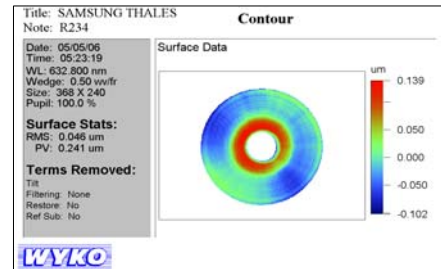 Title: SAMSUNG THALES
Note: R234
Contour
Date: 05/05/06
Time: 05:23:19
WL: 632.800 nm
Wedge: 0.50 wv/fr
Size: 368 X 240
Pupil: 100.0 %
Surface Stats:
RMS: 0.046 um
PV: 0.241 um
Terms Removed:
Tilt
Filtering: None
Restore: No
Ref Sub: No
Surface Data
um
0.139
0.050
0.000
-0.050
-0.102
WYKO